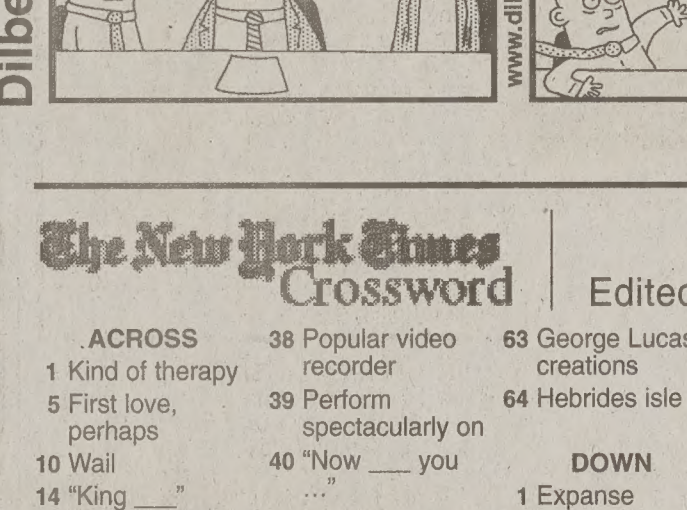 Dilbe
www.dil
The New York Times
Crossword
Edited
ACROSS
1 Kind of therapy
5 First love,
perhaps
10 Wail
14 "King ___"
38 Popular video
recorder
39 Perform
spectacularly on
40 "Now ___ you
..."
63 George Lucas
creations
64 Hebrides isle
DOWN
1 Expanse